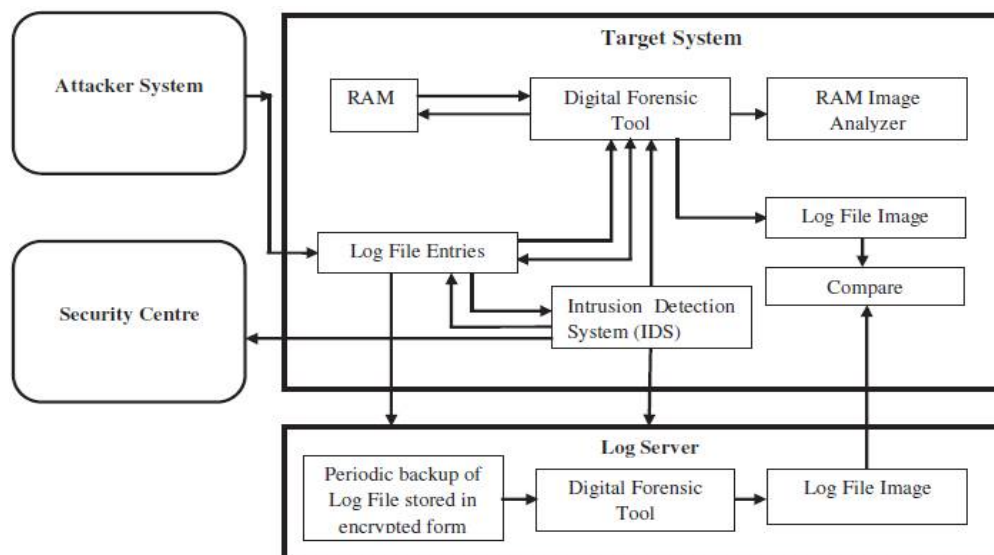 Attacker System
Target System
RAM
Digital Forensic
Tool
RAM Image
Analyzer
Log File Image
Log File Entries
Compare
Intrusion Detection
System (IDS)
Security Centre
Log Server
Periodic backup of
Log File stored in
encrypted form
Digital Forensic
Tool
Log File Image